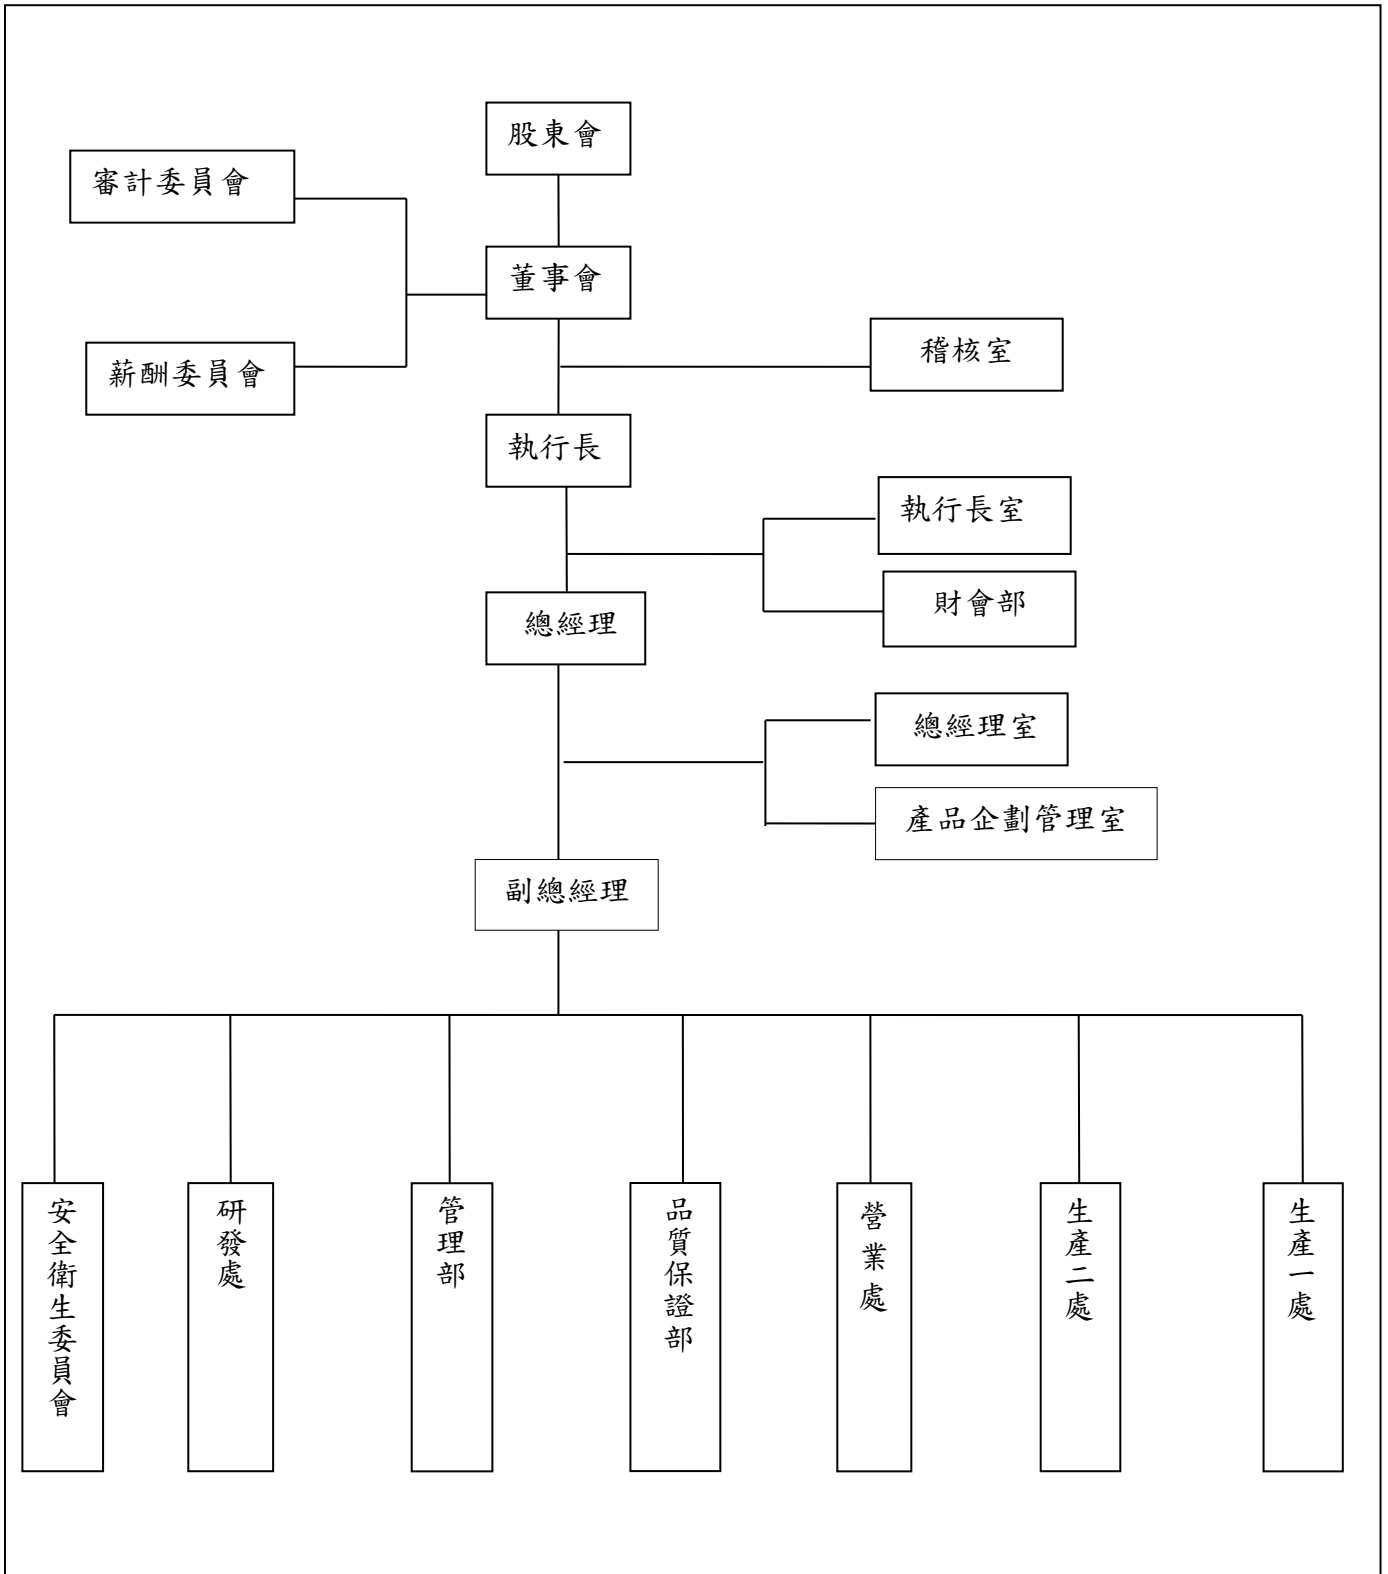 股東會
審計委員會
董事會
稽核室
薪酬委員會
執行長
執行長室
財會部
總經理
總經理室
產品企劃管理室
副總經理
安全衛生委員會
研發處
管理部
品質保證部
營業處
生產二處
生產一處